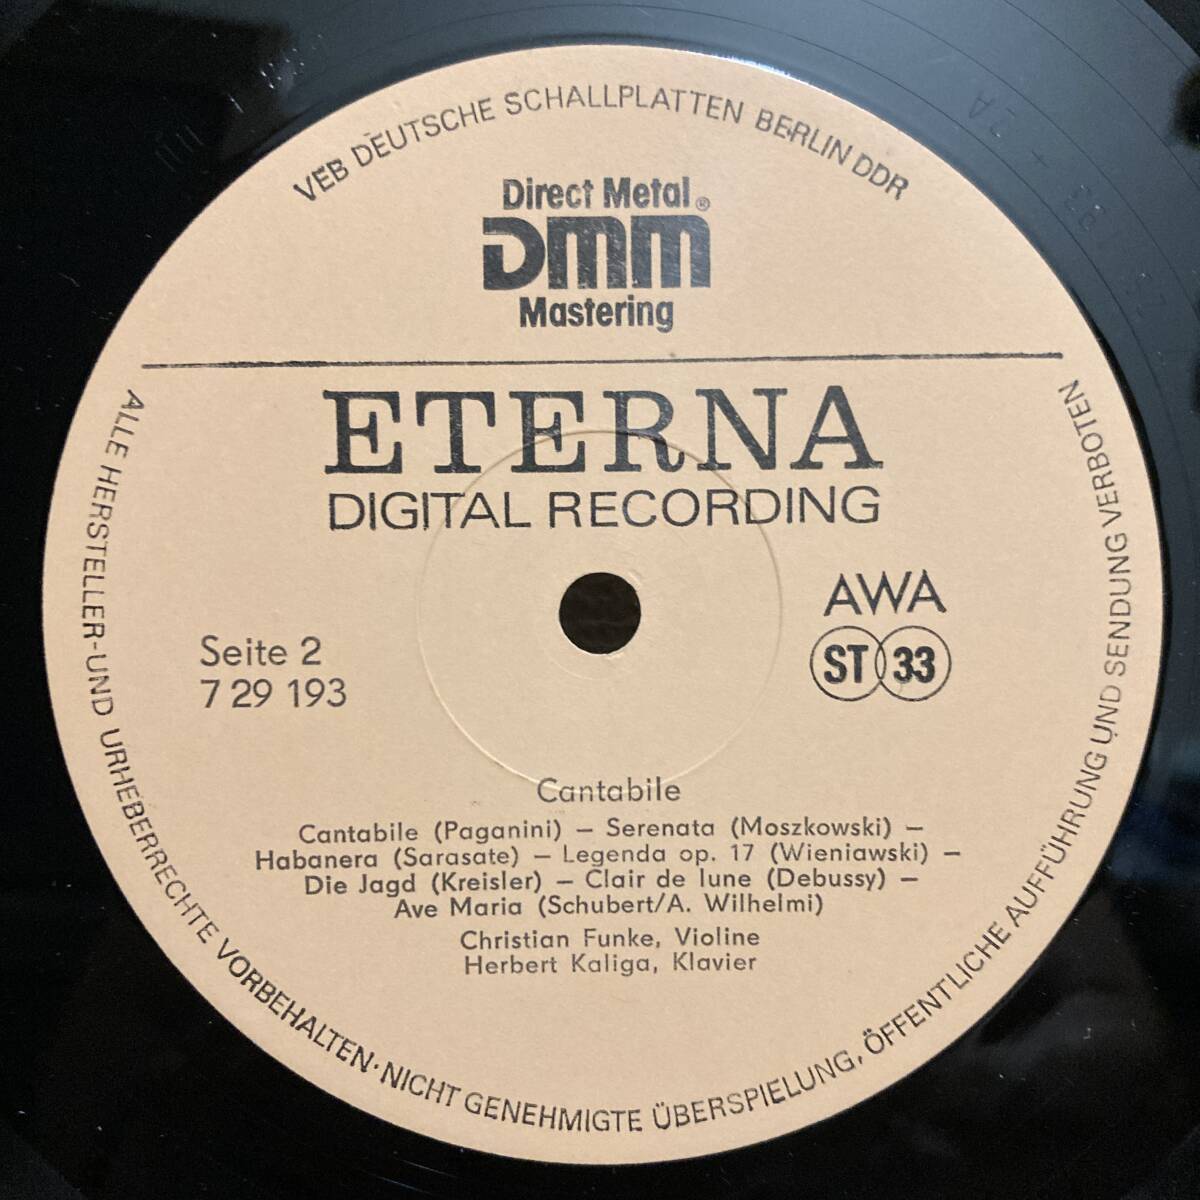 VEB DEUTSCHE SCHALLPLATTEN BERLIN DDR
Direct Metal®
DMM
Mastering
ETERNA
DIGITAL RECORDING
AWA
ST 33
Seite 2
7 29 193
Cantabile
Cantabile (Paganini) – Serenata (Moszkowski) –
Habanera (Sarasate) – Legenda op. 17 (Wieniawski) –
Die Jagd (Kreisler) – Clair de lune (Debussy) –
Ave Maria (Schubert/A. Wilhelmi)
Christian Funke, Violine
Herbert Kaliga, Klavier
ALLE HERSTELLER-UND URHEBERRECHTE VORBEHALTEN·NICHT GENEHMIGTE ÜBERSPIELUNG, ÖFFENTLICHE AUFFÜHRUNG UND SENDUNG VERBOTEN